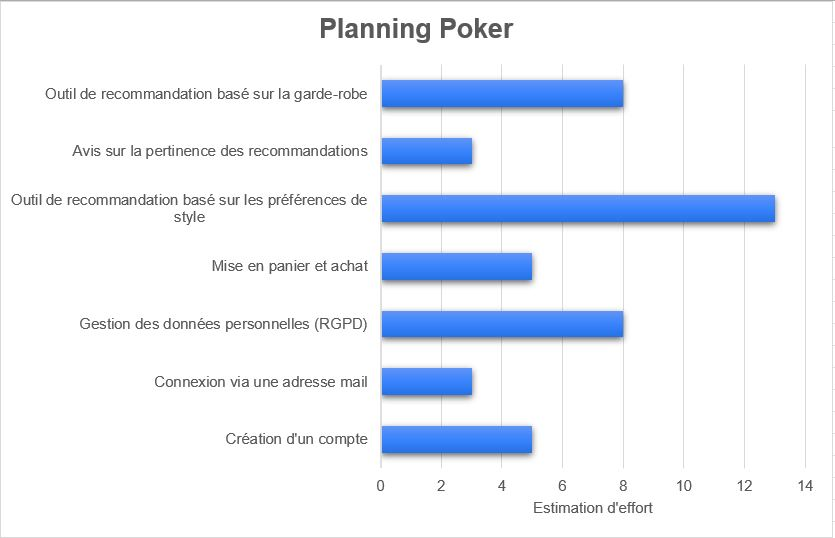 Planning Poker
Outil de recommandation basé sur la garde-robe
Avis sur la pertinence des recommandations
Outil de recommandation basé sur les préférences de
style
Mise en panier et achat
Gestion des données personnelles (RGPD)
Connexion via une adresse mail
Création d'un compte
0 2 4 6 8 10 12 14
Estimation d'effort